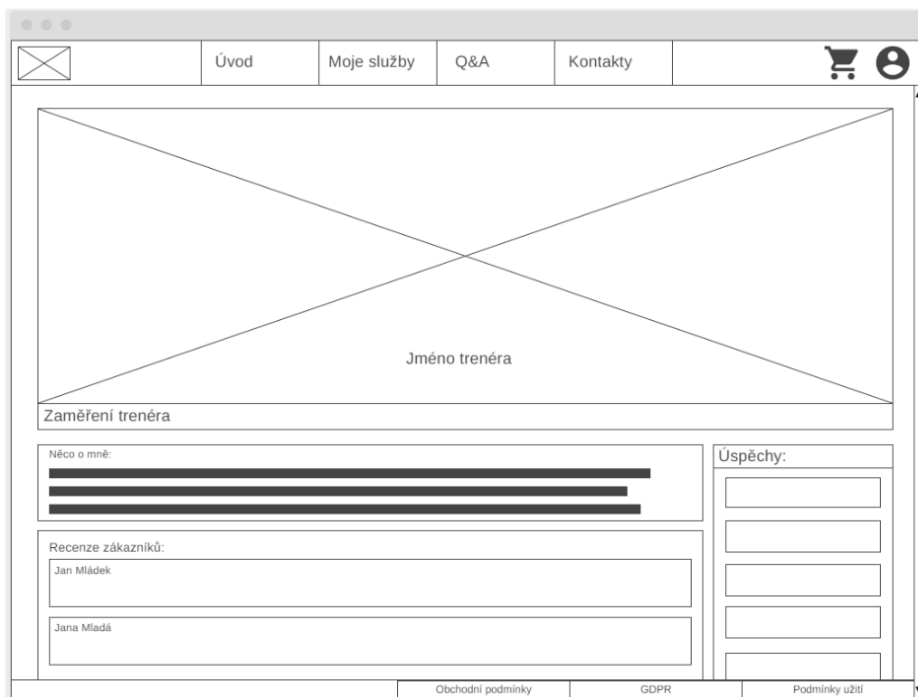 Úvod
Moje služby
Q&A
Kontakty
Jméno trenéra
Zaměření trenéra
Něco o mně:
Úspěchy:
Recenze zákazníků:
Jan Mládek
Jana Mladá
Obchodní podmínky
GDPR
Podmínky užití